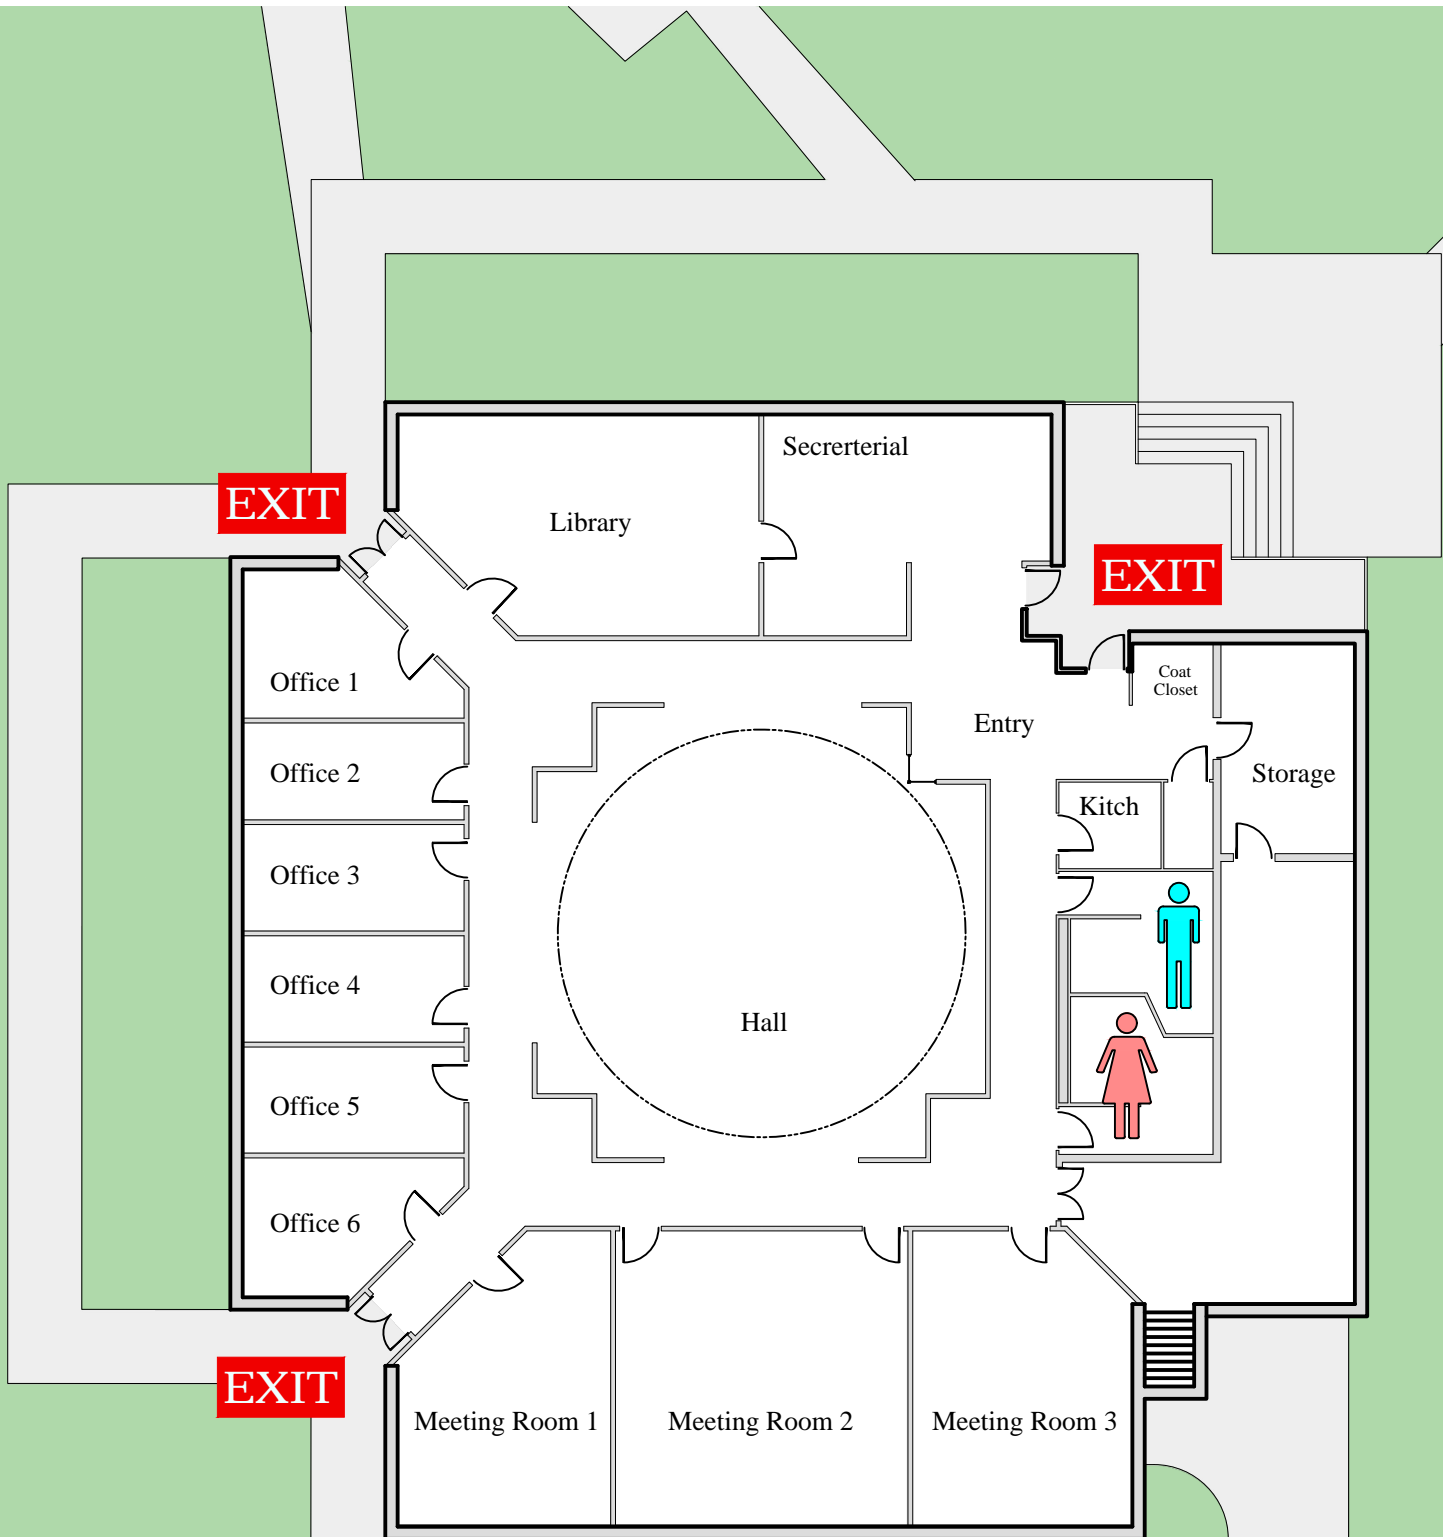 Secrerterial
EXIT
Library
EXIT
Office 1
Coat
Closet
Entry
Office 2
Storage
Kitch
Office 3
Office 4
Hall
Office 5
Office 6
EXIT
Meeting Room 1
Meeting Room 2
Meeting Room 3